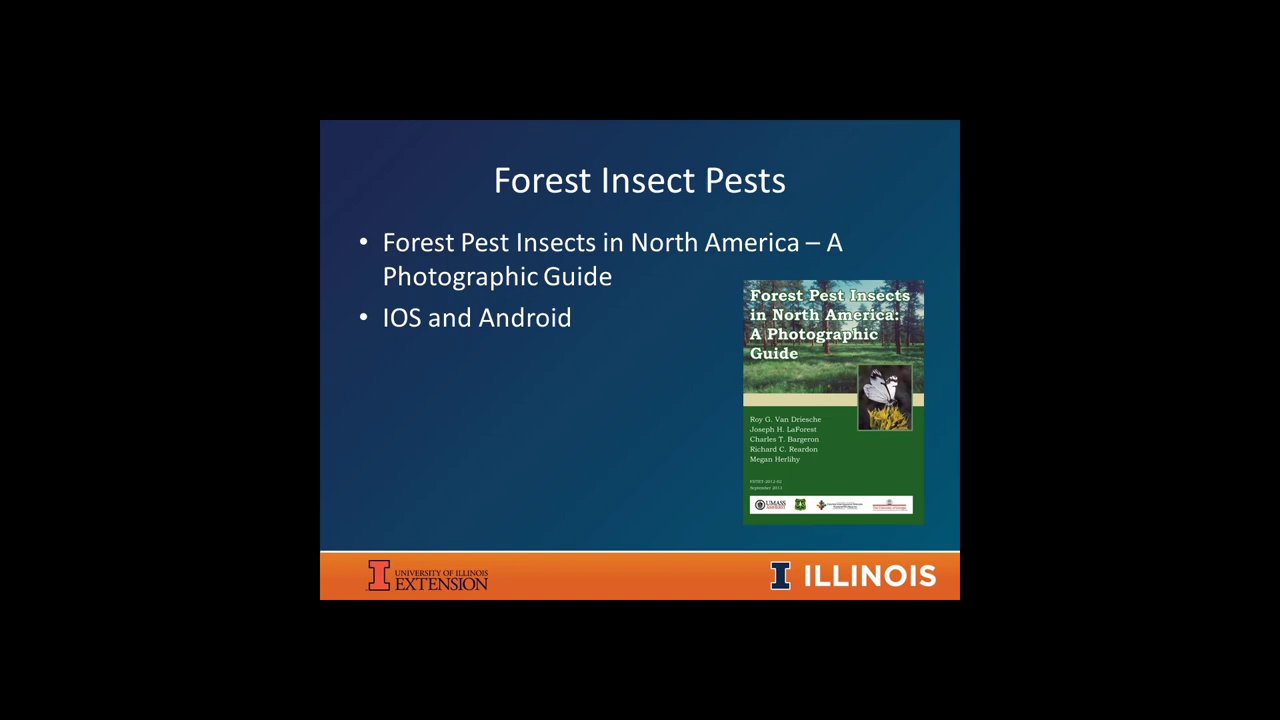 Forest Insect Pests
• Forest Pest Insects in North America – A
Photographic Guide
• IOS and Android
Forest Pest Insects
in North America:
A Photographic
Guide
Roy G. Van Driesche
Joseph H. LaForest
Charles T. Bargeron
Richard C. Reardon
Megan Herlihy
UMASS
AMHERST
UNIVERSITY OF ILLINOIS
EXTENSION
I ILLINOIS